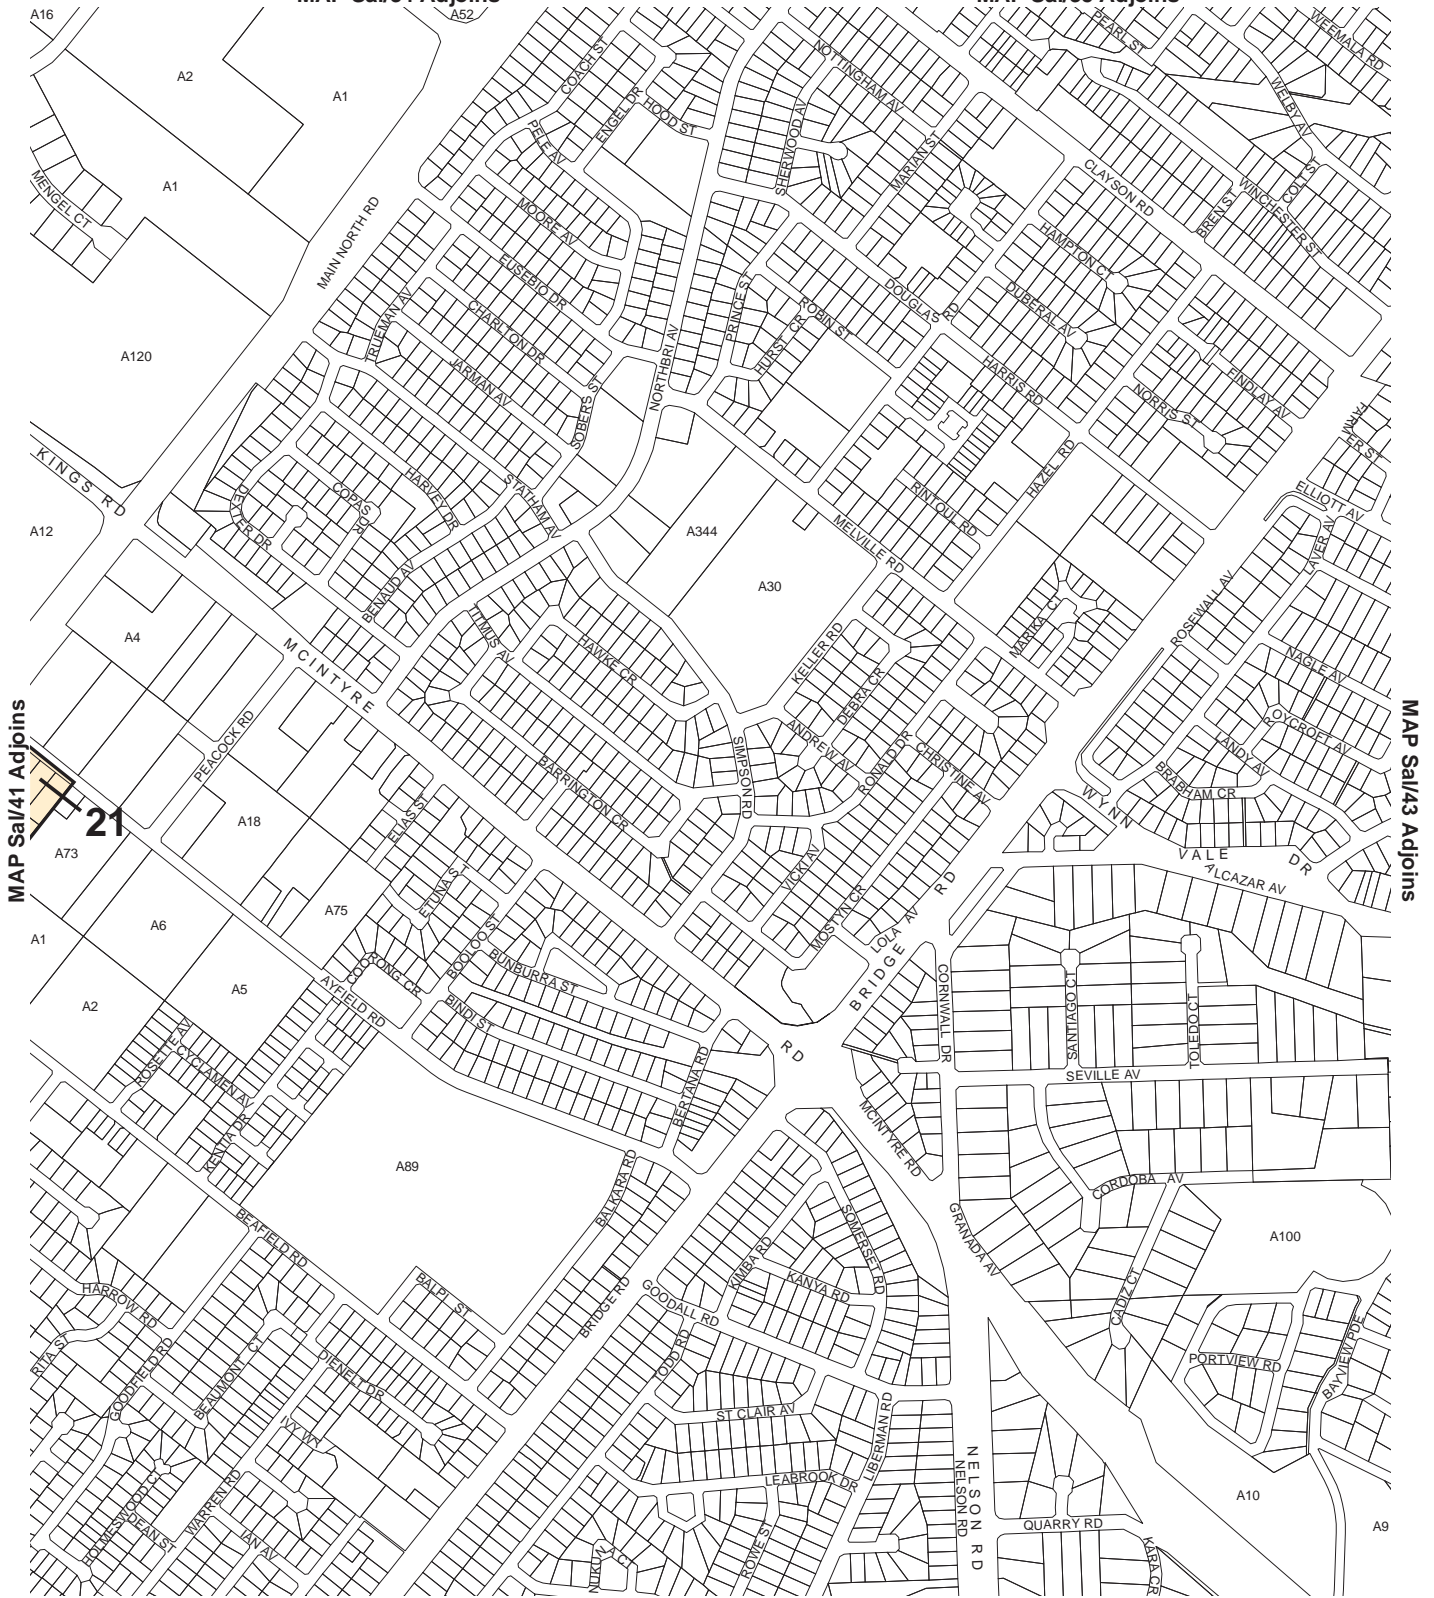 A16
A52
A2
A1
A1
MENGEL CT
MAIN NORTH RD
A120
KINGS RD
A12
COACH ST
ENGEL DR
HOOD ST
PELE AV
MOORE AV
EUSEBIO DR
CHARLTON DR
TRUEMAN AV
JARMAN AV
SOBERS ST
NORTHBRI AV
NOTTINGHAM AV
SHERWOOD AV
MARIAN ST
PEARL ST
WEEMALA RD
WELBY AV
CLAYSON RD
COLT ST
BREN ST
WINCHESTER ST
HAMPTON CT
DUBERAL AV
DOUGLAS RD
PRINCE ST
ROBIN ST
HURST CR
HARRIS RD
FINDLAY AV
NORRIS ST
FARMER ST
HAZEL RD
RINTOUL RD
ELLIOTT AV
LAVER AV
MELVILLE RD
A344
A30
DEXTER DR
COPAS DR
HARVEY DR
STATHAM AV
BENAUD AV
TITMUS AV
HAWKE CR
MCINTYRE
A4
PEACOCK RD
MAP Sal/41 Adjoins
21
A73
A18
A75
A6
A1
A5
A2
BARRINGTON CR
SIMPSON RD
KELLER RD
DEBRA CR
ANDREW AV
RONALD DR
CHRISTINE AV
MARIKA CT
ROSEWALL AV
NAGLE AV
ROYCROFT AV
LANDY AV
BRABHAM CR
WYNN
VALE
DR
ALCAZAR AV
MAP Sal/43 Adjoins
ELIAS ST
ETUNA ST
BOOLOO ST
BUNBURRA ST
BINDI ST
AYFIELD RD
ROSETTE AV
CYCLAMEN AV
KENTIA DR
VICKI AV
MOSTYN CR
LOLA AV
BRIDGE
RD
RD
BERTANA RD
CORNWALL DR
SANTIAGO CT
TOLEDO CT
SEVILLE AV
MCINTYRE RD
CORDOBA AV
GRANADA AV
CADIZ CT
A100
A89
BALKARA RD
BEAFIELD RD
BALPI ST
BRIDGE RD
GOODALL RD
KIMBA RD
KANYA RD
SOMERSET RD
TODD RD
HARROW RD
RITA ST
GOODFIELD RD
BEAUMONT CT
DIENELT DR
IVY WY
HOLMESWOOD CT
DEAN ST
WARREN RD
IAN AV
ST CLAIR AV
LIBERMAN RD
LEABROOK DR
ROWE ST
NELSON RD
NELSON RD
QUARRY RD
KARA CR
PORTVIEW RD
BAYVIEW PDE
A10
A9